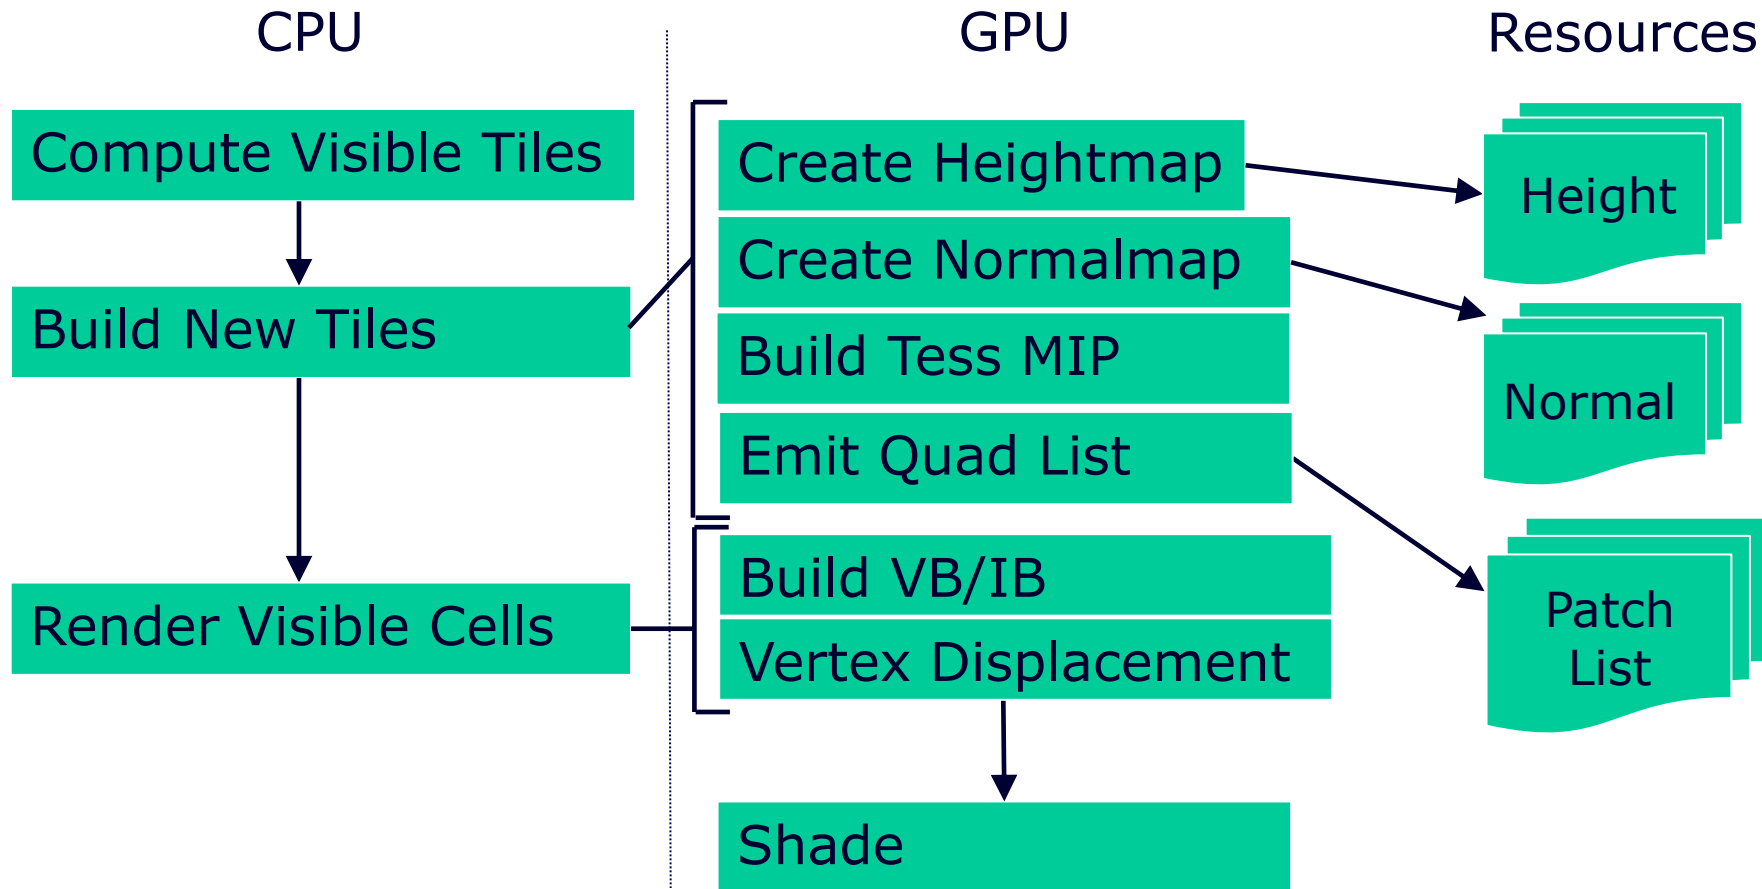 CPU
GPU
Resources
Compute Visible Tiles
Build New Tiles
Render Visible Cells
Create Heightmap
Create Normalmap
Build Tess MIP
Emit Quad List
Build VB/IB
Vertex Displacement
Shade
Height
Normal
Patch
List